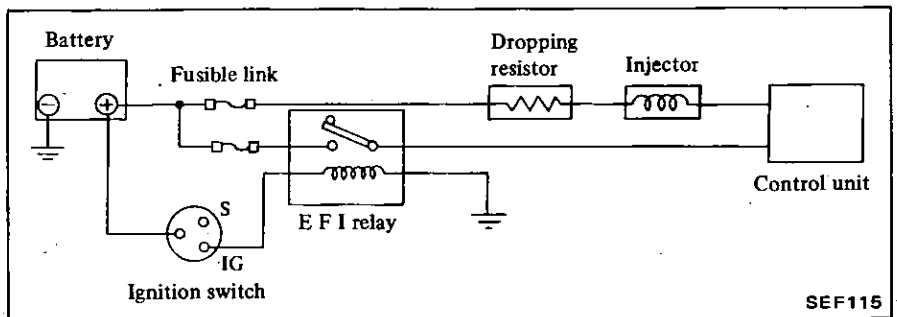 Battery
Fusible link
Dropping
resistor
Injector
Control unit
E F I relay
S
IG
Ignition switch
SEF115